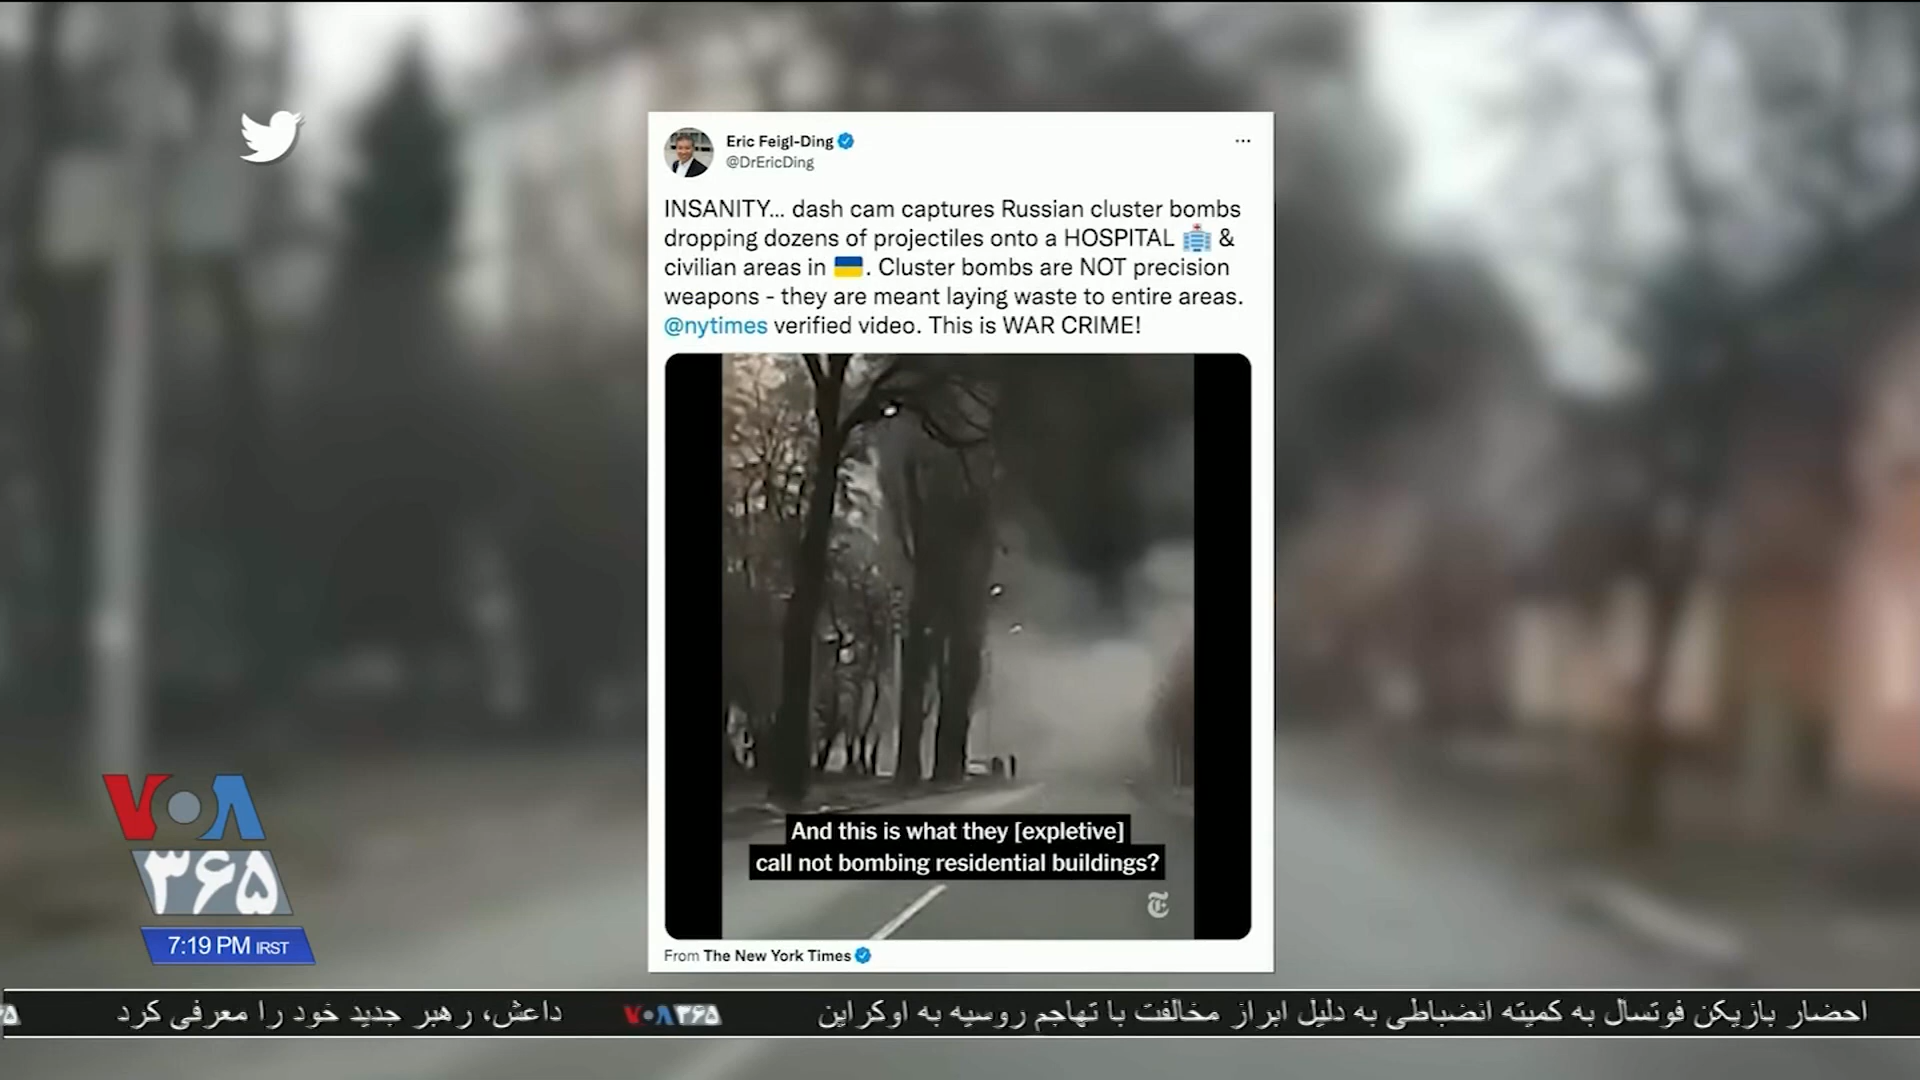 Eric Feigl-Ding
@DrEricDing
INSANITY... dash cam captures Russian cluster bombs
dropping dozens of projectiles onto a HOSPITAL 🏥 &
civilian areas in 🇺🇦. Cluster bombs are NOT precision
weapons - they are meant laying waste to entire areas.
@nytimes verified video. This is WAR CRIME!
And this is what they [expletive]
call not bombing residential buildings?
From The New York Times
VOA
۳۶۵
7:19 PM IRST
احضار بازیکن فوتسال به کمیته انضباطی به دلیل ابراز مخالفت با تهاجم روسیه به اوکراین VOA۳۶۵ داعش، رهبر جدید خود را معرفی کرد